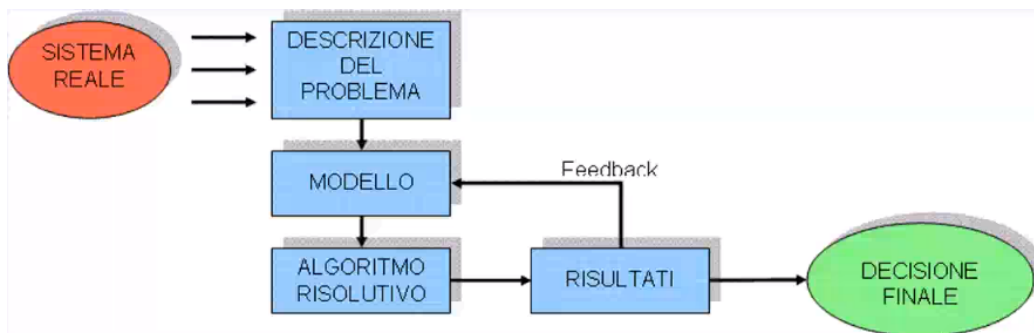 SISTEMA
REALE
DESCRIZIONE
DEL
PROBLEMA
MODELLO
Feedback
ALGORITMO
RISOLUTIVO
RISULTATI
DECISIONE
FINALE